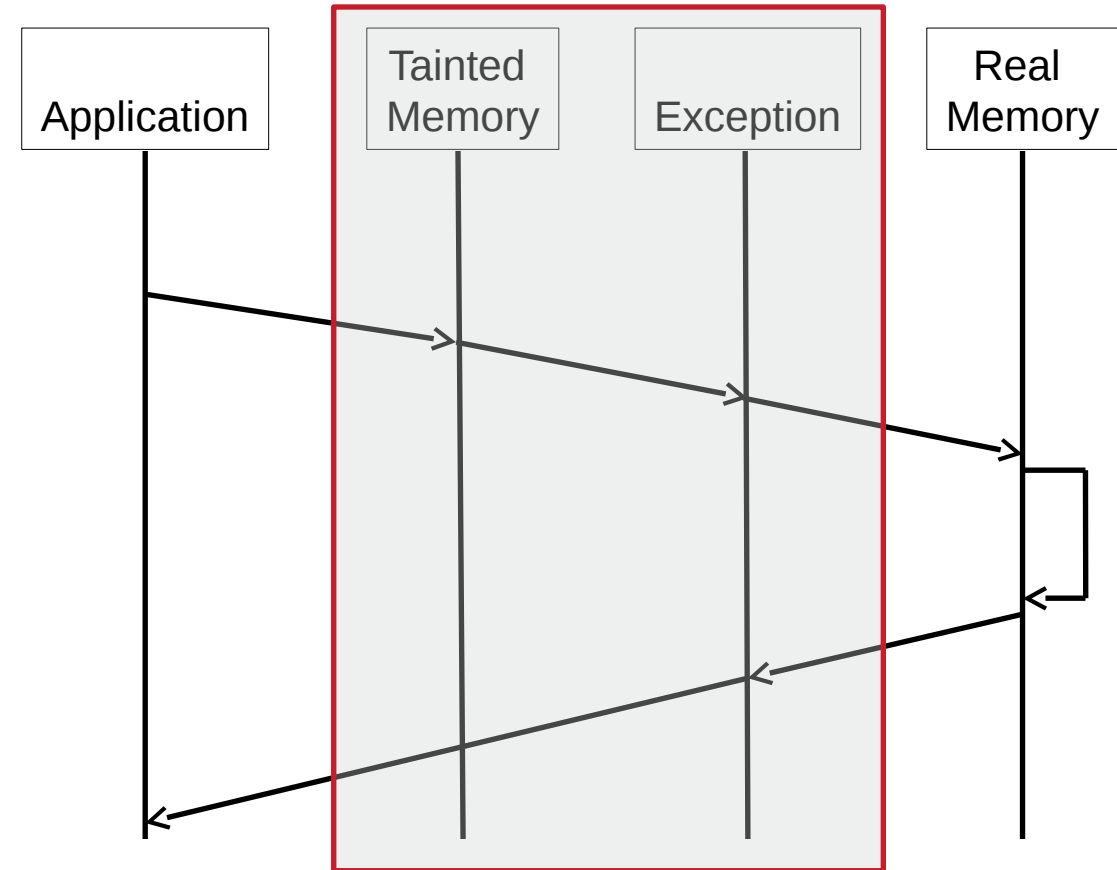 Application
Tainted
Memory
Exception
Real
Memory